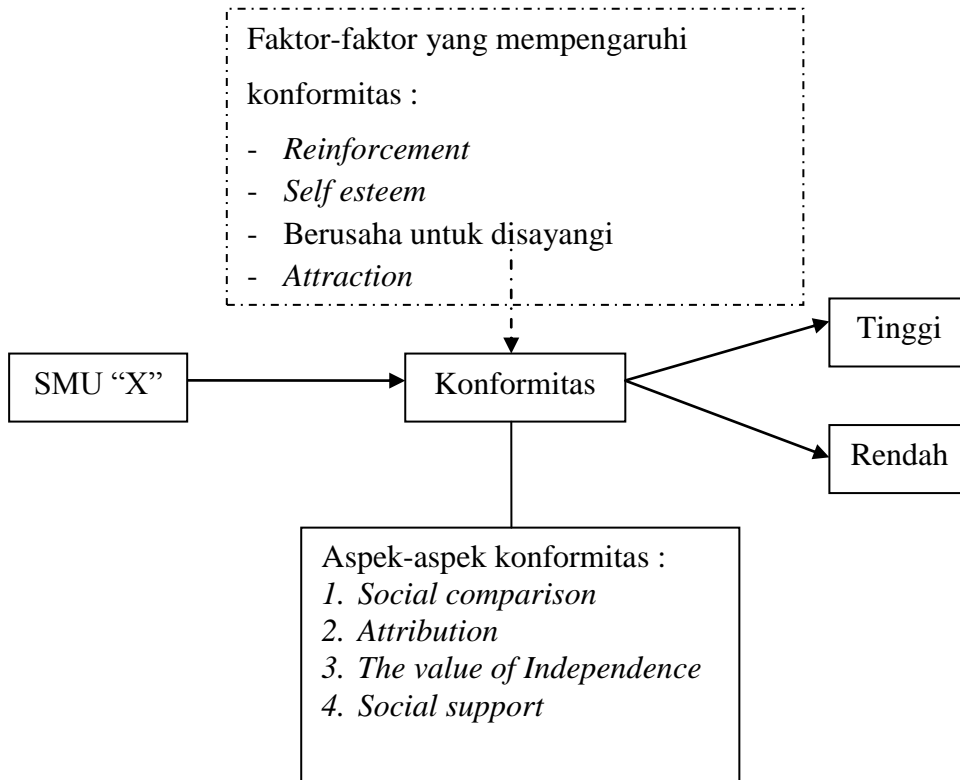 Faktor-faktor yang mempengaruhi
konformitas :
- Reinforcement
- Self esteem
- Berusaha untuk disayangi
- Attraction
Tinggi
SMU “X”
Konformitas
Rendah
Aspek-aspek konformitas :
1. Social comparison
2. Attribution
3. The value of Independence
4. Social support